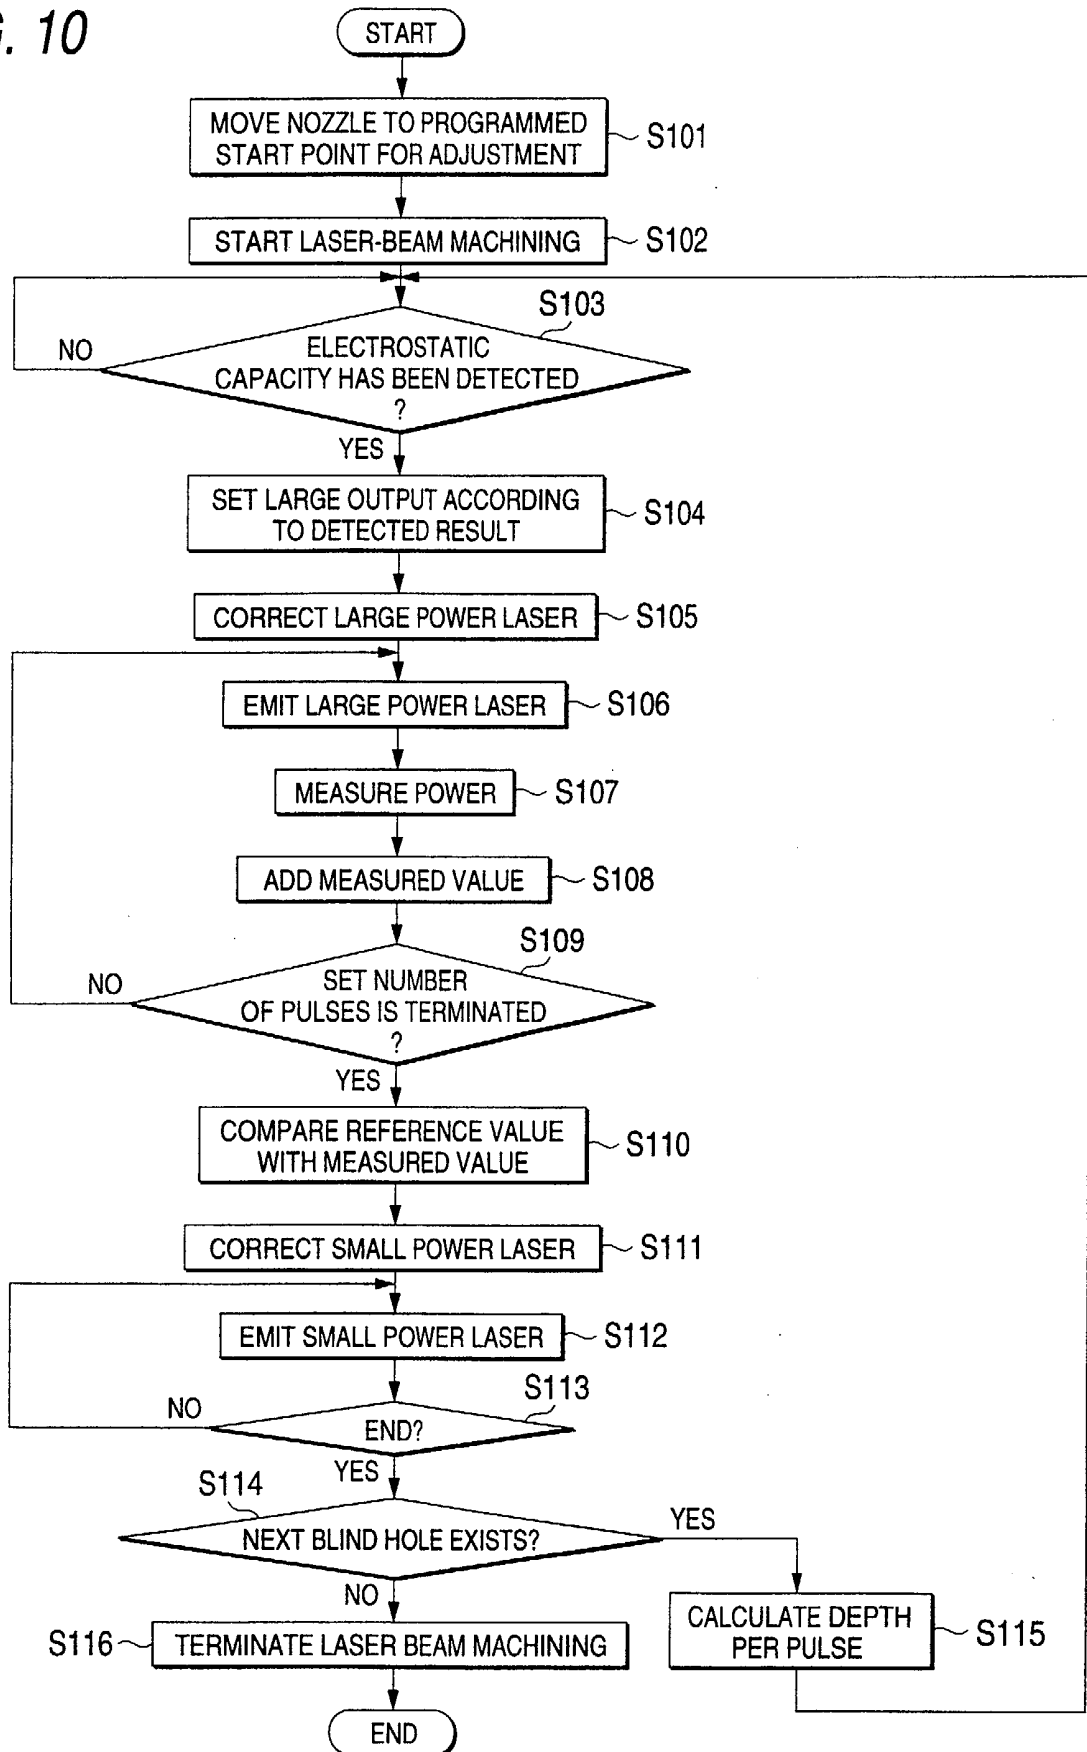 G. 10
START
MOVE NOZZLE TO PROGRAMMED
START POINT FOR ADJUSTMENT
S101
START LASER-BEAM MACHINING
S102
S103
NO
ELECTROSTATIC
CAPACITY HAS BEEN DETECTED
?
YES
SET LARGE OUTPUT ACCORDING
TO DETECTED RESULT
S104
CORRECT LARGE POWER LASER
S105
EMIT LARGE POWER LASER
S106
MEASURE POWER
S107
ADD MEASURED VALUE
S108
S109
NO
SET NUMBER
OF PULSES IS TERMINATED
?
YES
COMPARE REFERENCE VALUE
WITH MEASURED VALUE
S110
CORRECT SMALL POWER LASER
S111
EMIT SMALL POWER LASER
S112
S113
NO
END?
YES
S114
NEXT BLIND HOLE EXISTS?
YES
NO
CALCULATE DEPTH
PER PULSE
S115
S116
TERMINATE LASER BEAM MACHINING
END